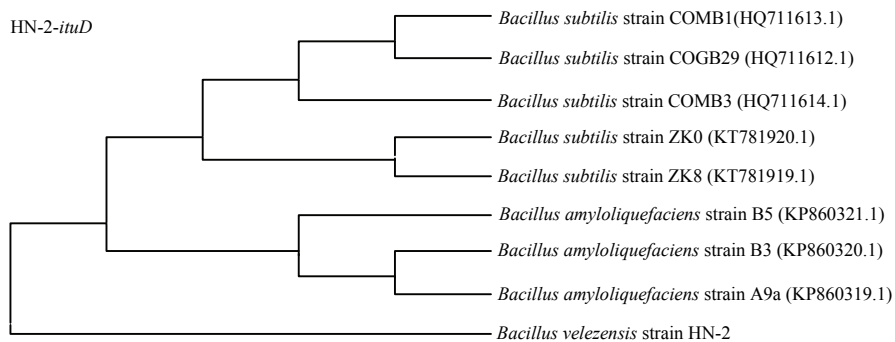 Bacillus subtilis strain COMB1(HQ711613.1)
HN-2-ituD
Bacillus subtilis strain COGB29 (HQ711612.1)
Bacillus subtilis strain COMB3 (HQ711614.1)
Bacillus subtilis strain ZK0 (KT781920.1)
Bacillus subtilis strain ZK8 (KT781919.1)
Bacillus amyloliquefaciens strain B5 (KP860321.1)
Bacillus amyloliquefaciens strain B3 (KP860320.1)
Bacillus amyloliquefaciens strain A9a (KP860319.1)
Bacillus velezensis strain HN-2